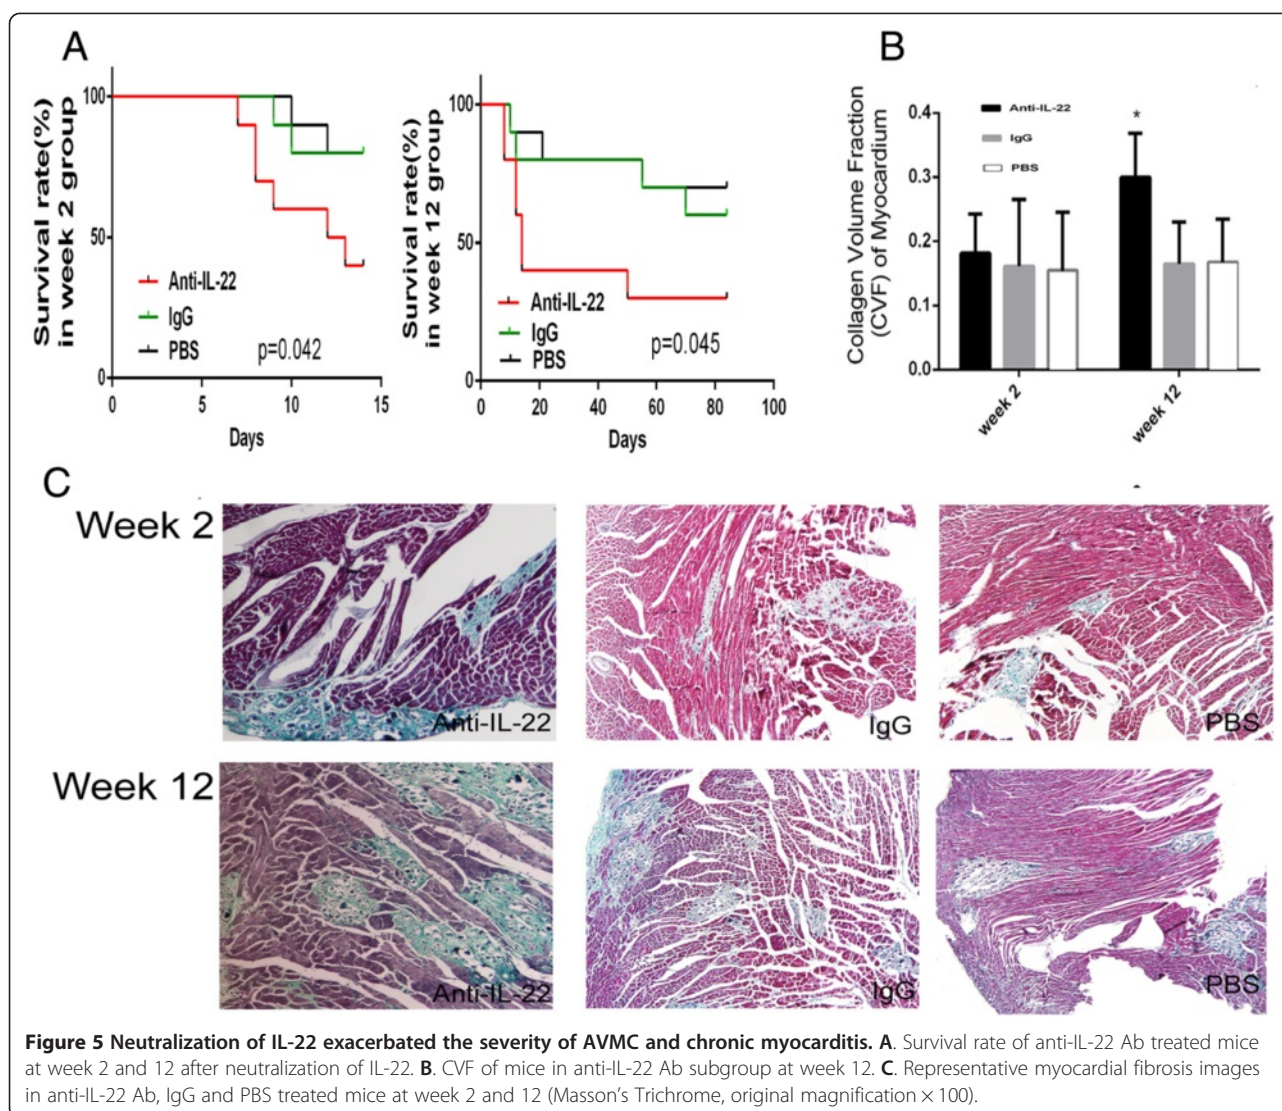 A
Survival rate(%)
in week 2 group
100
50
0
0
5
10
15
Days
Anti-IL-22
IgG
PBS
p=0.042
Survival rate(%)
in week 12 group
100
50
0
0
20
40
60
80
100
Days
Anti-IL-22
IgG
PBS
p=0.045
B
Collagen Volume Fraction
(CVF) of Myocardium
0.4
0.3
0.2
0.1
0.0
Anti-IL-22
IgG
PBS
*
week 2
week 12
C
Week 2
Anti-IL-22
IgG
PBS
Week 12
Anti-IL-22
IgG
PBS
Figure 5 Neutralization of IL-22 exacerbated the severity of AVMC and chronic myocarditis. A. Survival rate of anti-IL-22 Ab treated mice
at week 2 and 12 after neutralization of IL-22. B. CVF of mice in anti-IL-22 Ab subgroup at week 12. C. Representative myocardial fibrosis images
in anti-IL-22 Ab, IgG and PBS treated mice at week 2 and 12 (Masson's Trichrome, original magnification × 100).